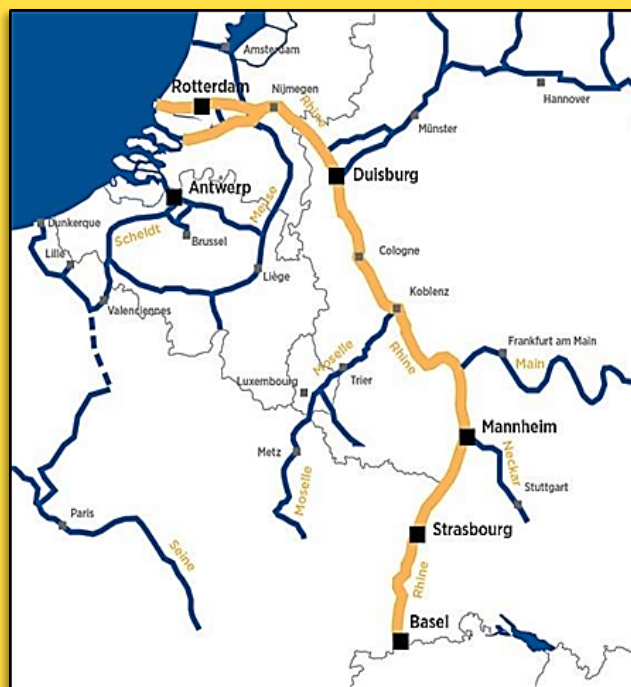 Amsterdam
Rotterdam
Nijmegen
Rhine
Hannover
Münster
Duisburg
Antwerp
Meuse
Dunkerque
Scheldt
Brussel
Lille
Cologne
Liège
Valenciennes
Koblenz
Rhine
Moselle
Frankfurt am Main
Main
Trier
Luxembourg
Mannheim
Neckar
Metz
Moselle
Stuttgart
Paris
Strasbourg
Seine
Rhine
Basel